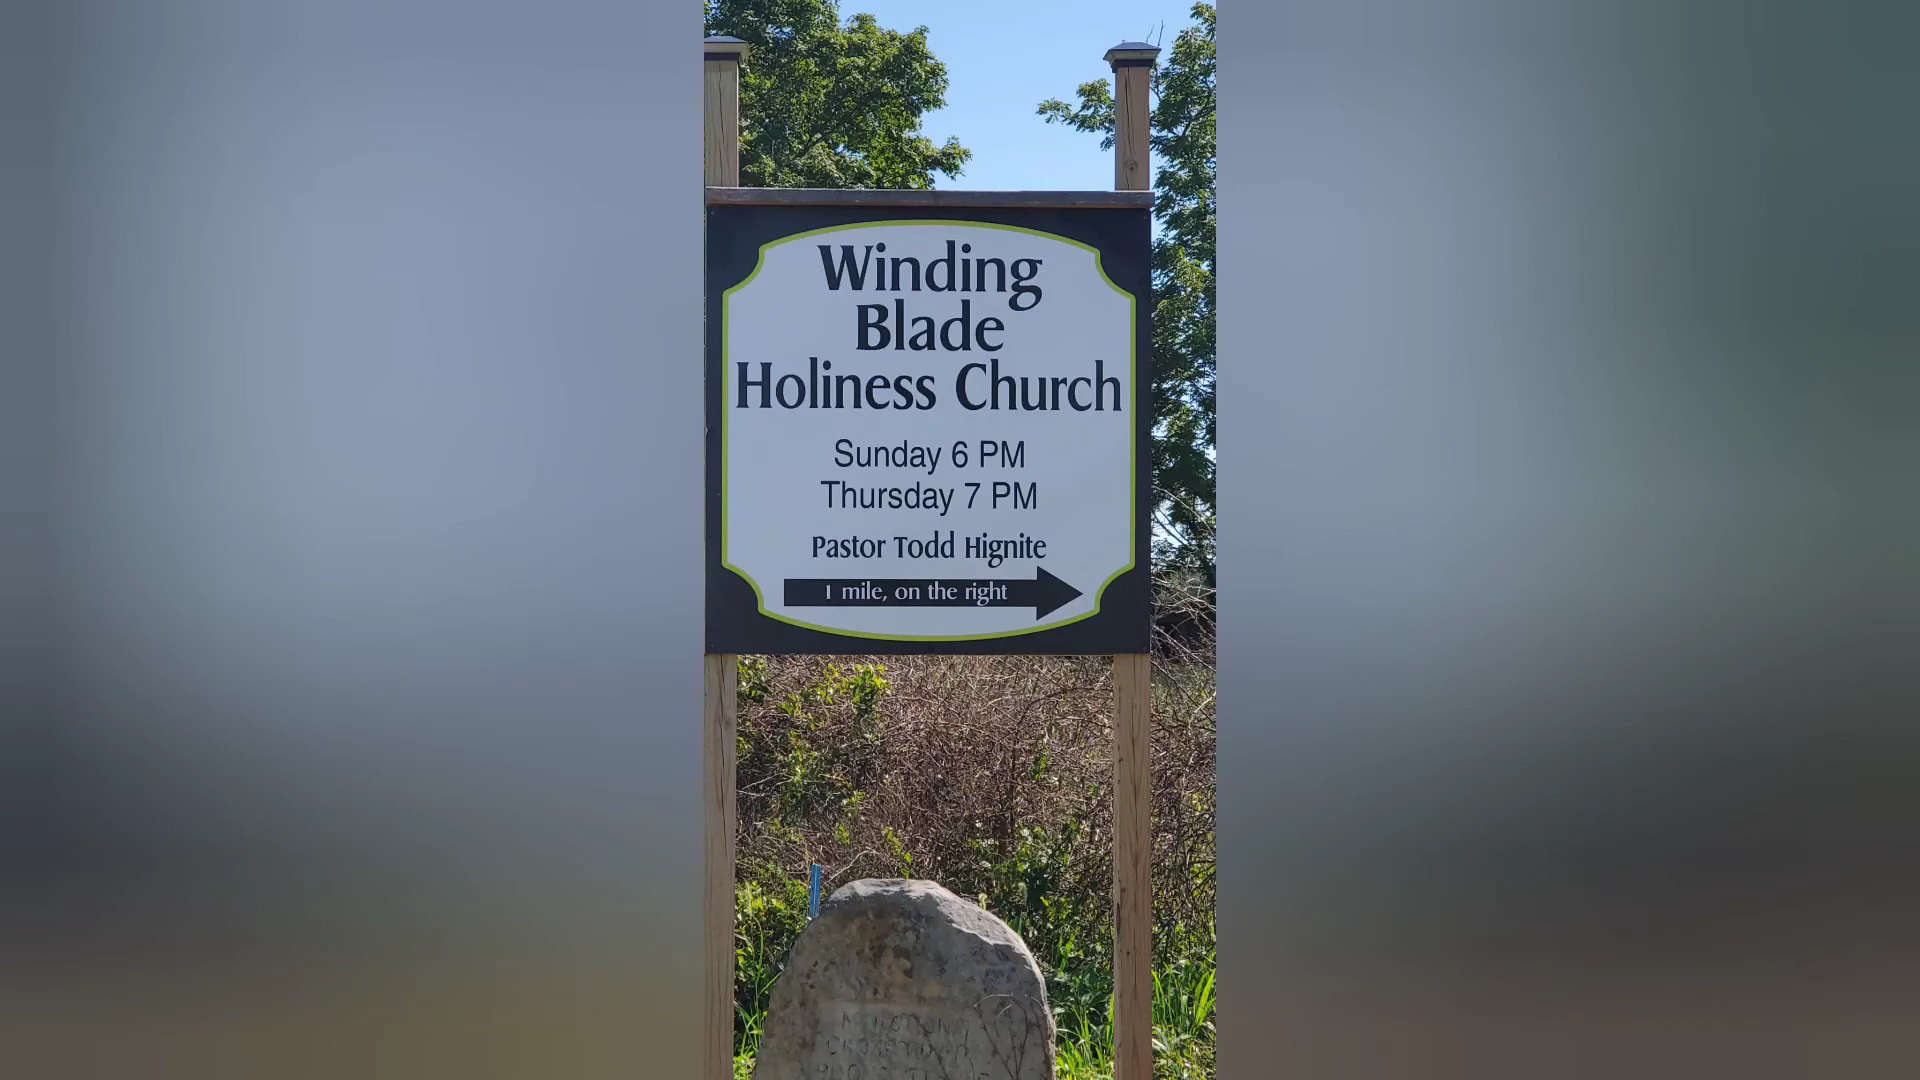 Winding
Blade
Holiness Church
Sunday 6 PM
Thursday 7 PM
Pastor Todd Hignite
1 mile, on the right